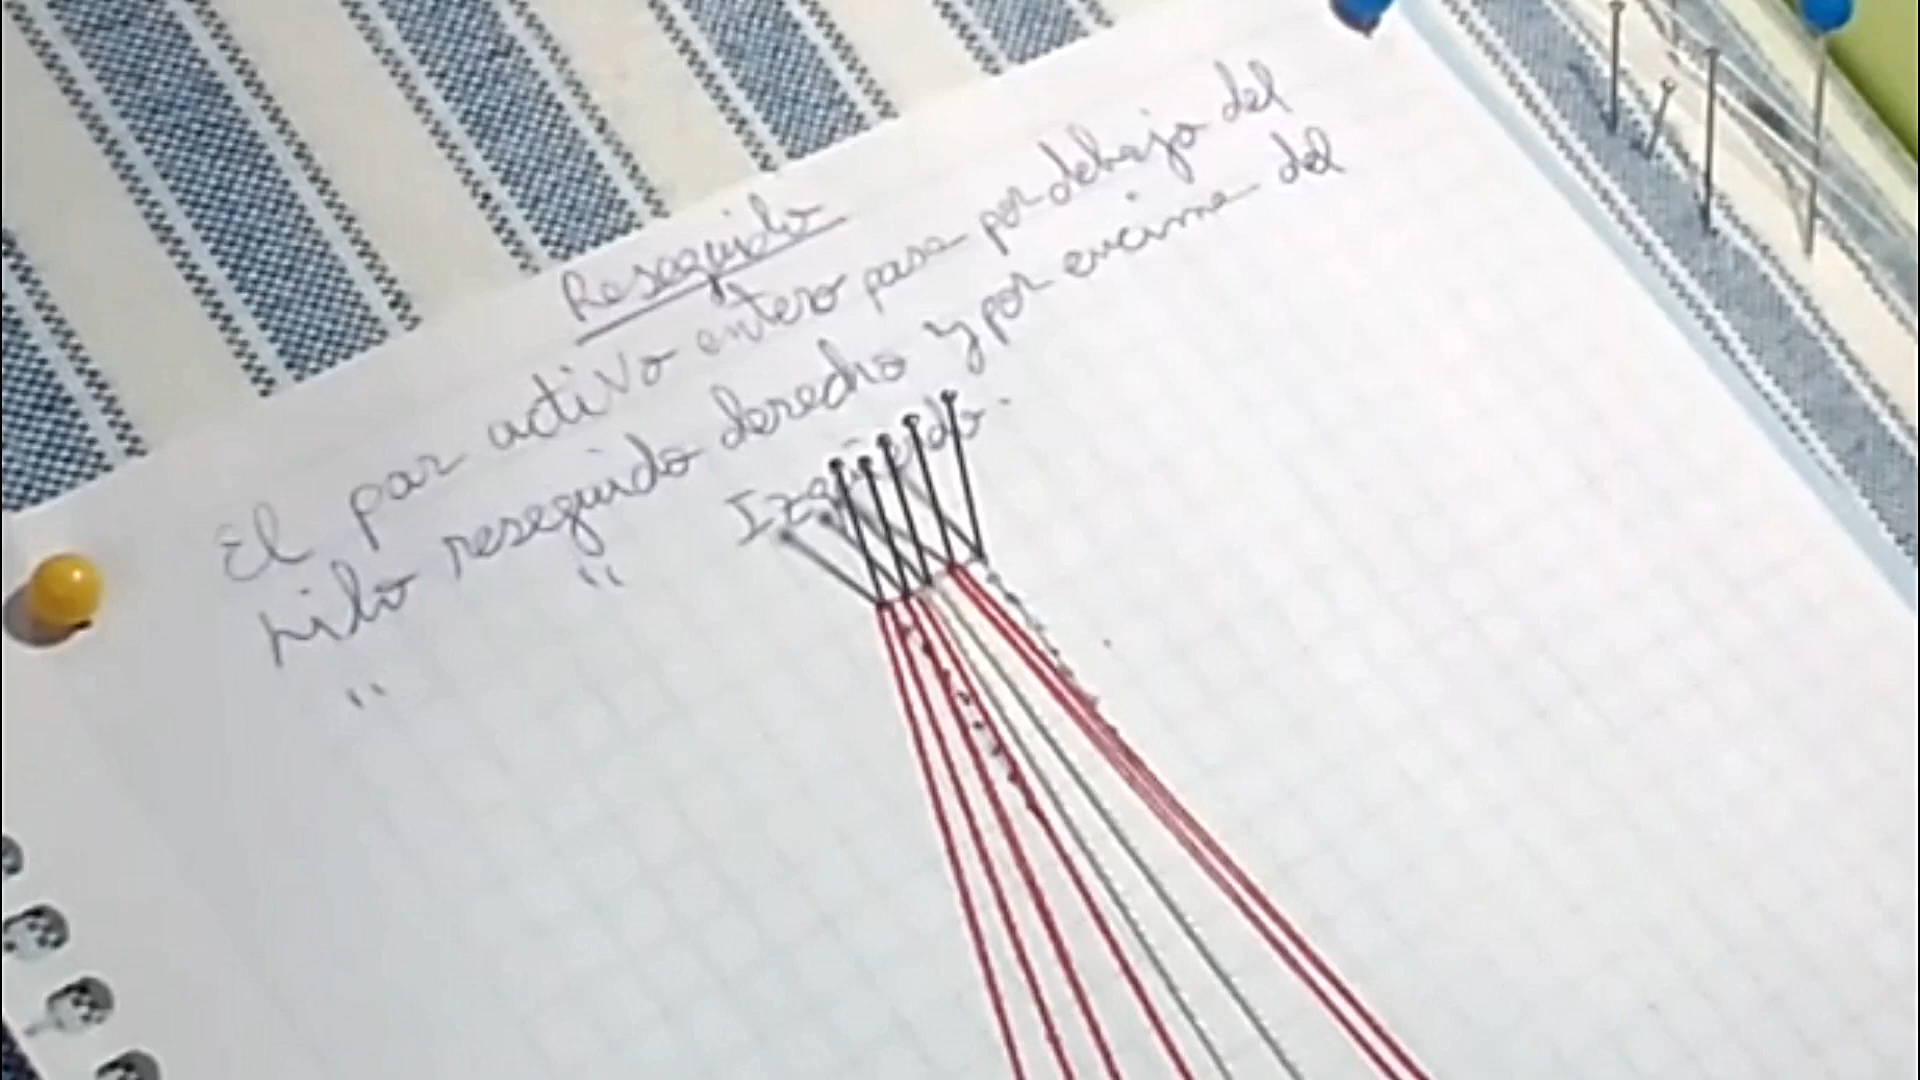 Reseguido
El par activo entero pasa por debajo del
hilo reseguido derecho y por encima del
" " Izquierdo.